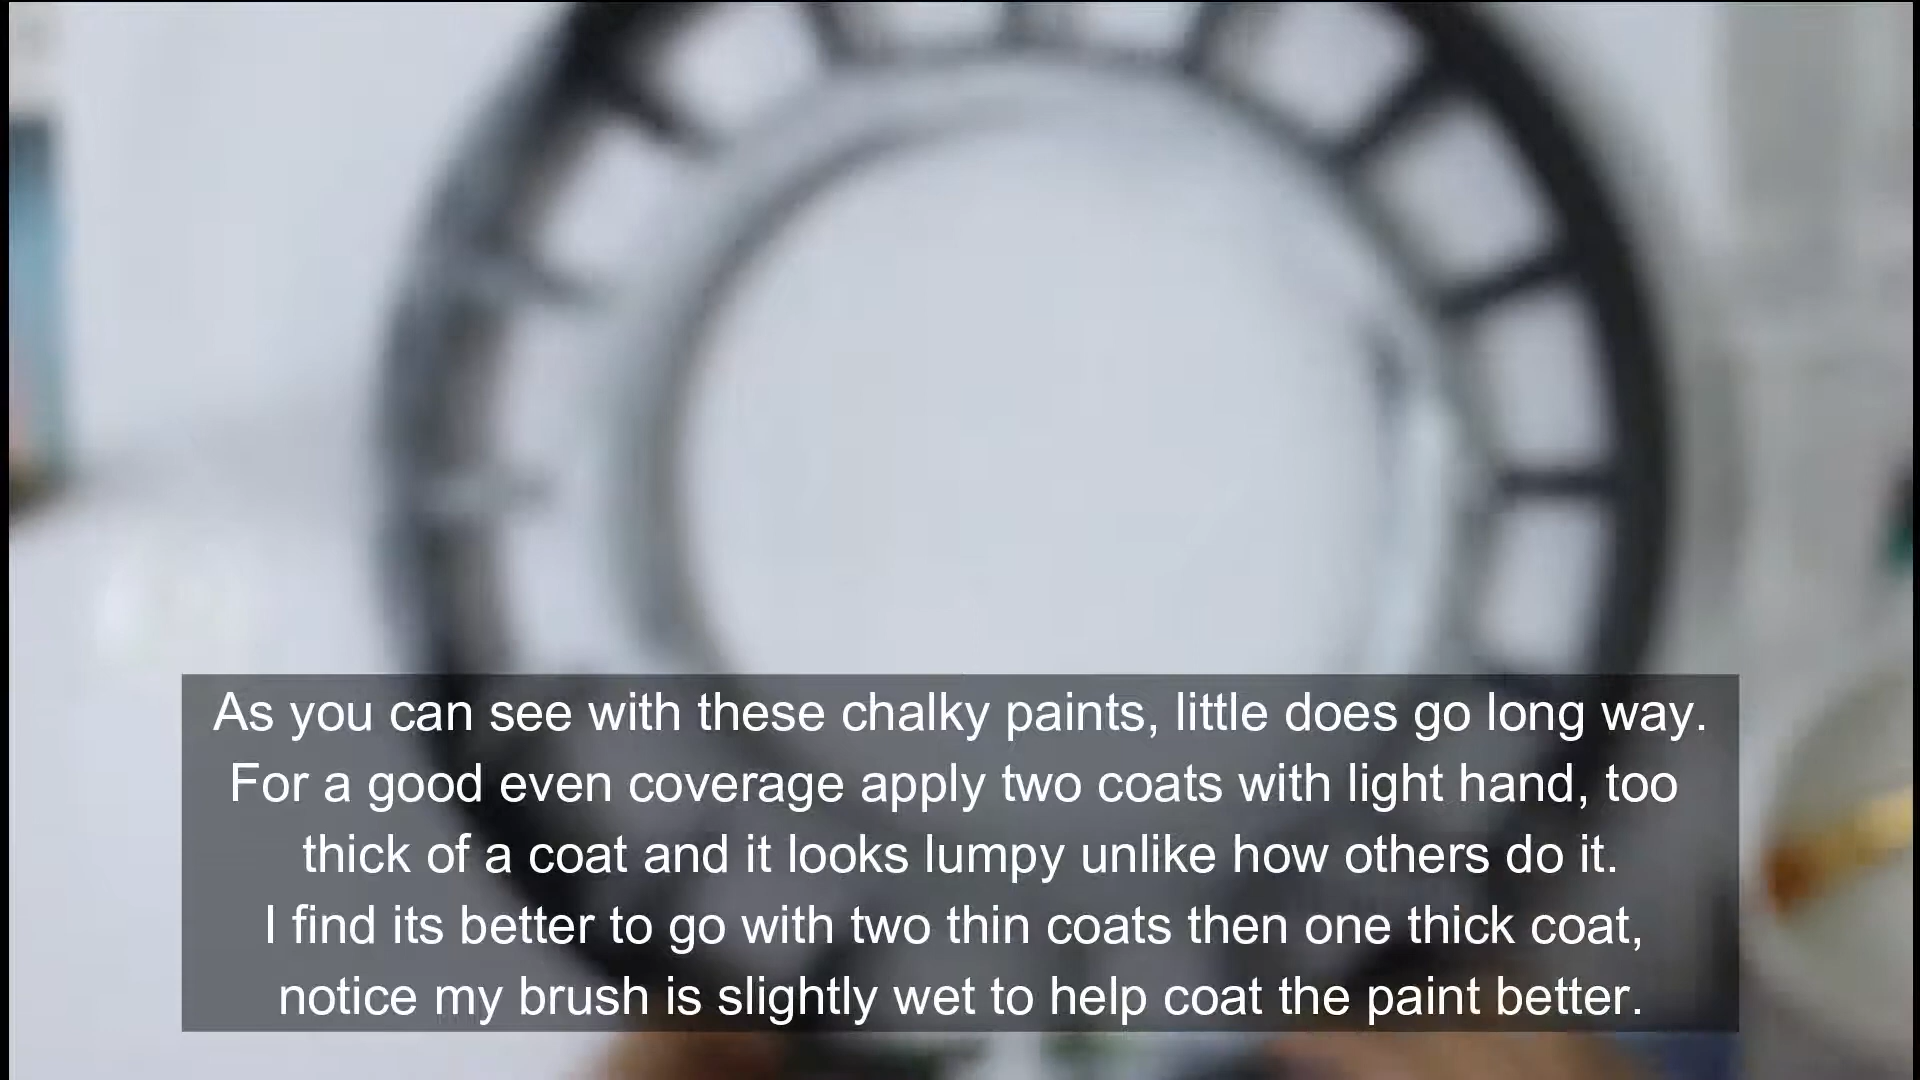 As you can see with these chalky paints, little does go long way.
For a good even coverage apply two coats with light hand, too
thick of a coat and it looks lumpy unlike how others do it.
I find its better to go with two thin coats then one thick coat,
notice my brush is slightly wet to help coat the paint better.